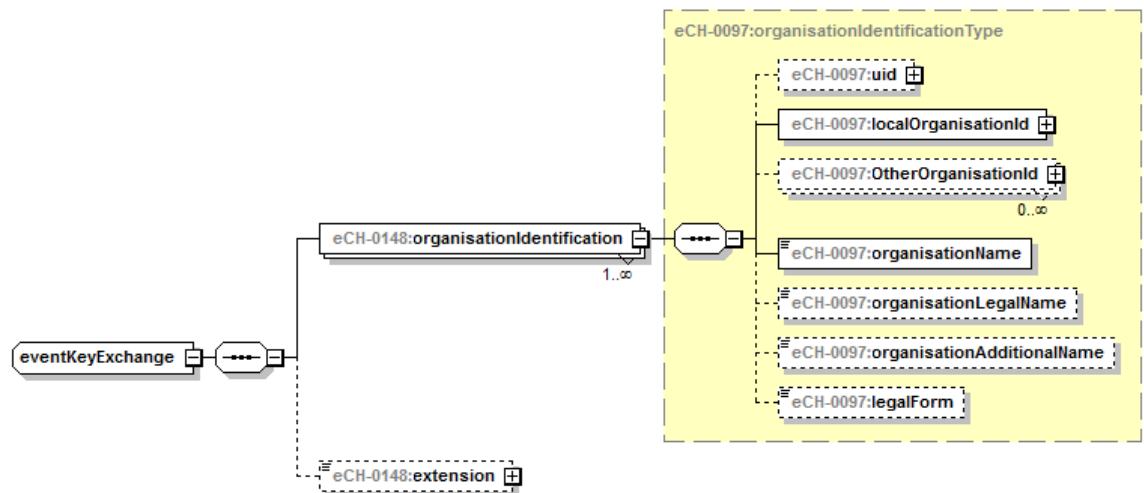 eCH-0097:organisationIdentificationType
eCH-0097:uid
eCH-0097:localOrganisationId
eCH-0097:OtherOrganisationId
0..∞
eCH-0148:organisationIdentification
1..∞
eCH-0097:organisationName
eCH-0097:organisationLegalName
eventKeyExchange
eCH-0097:organisationAdditionalName
eCH-0097:legalForm
eCH-0148:extension